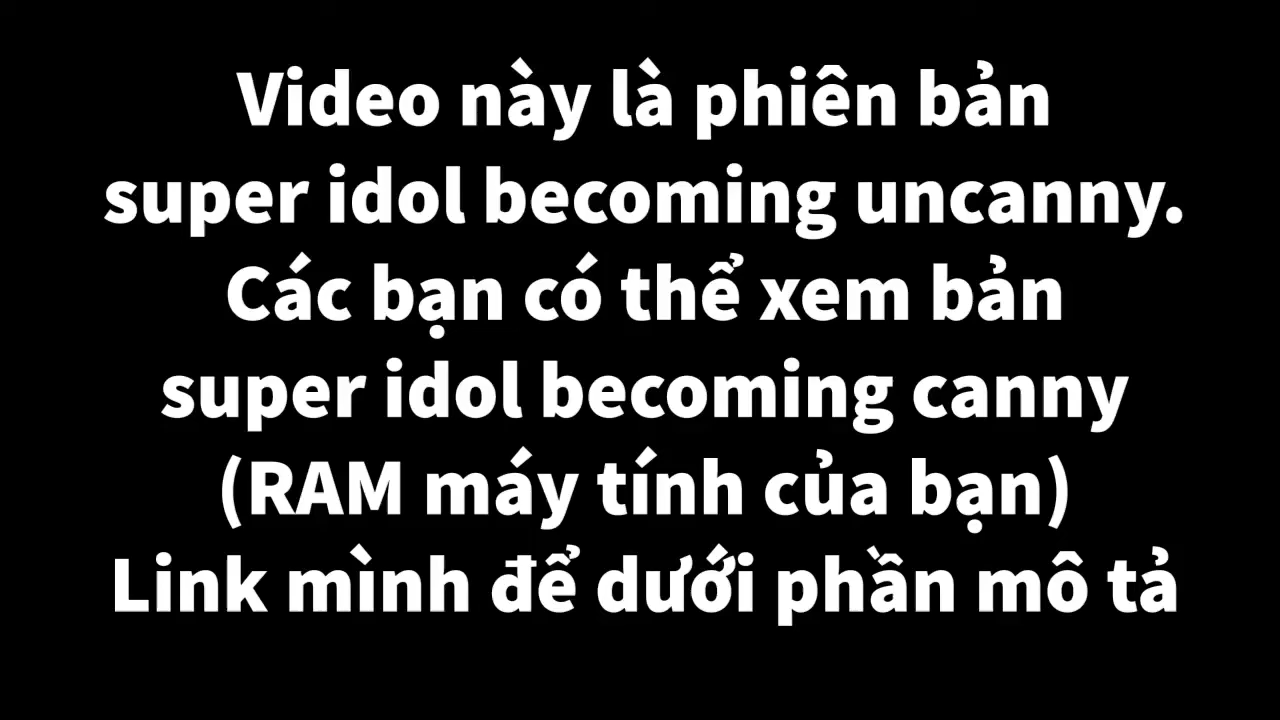 Video này là phiên bản
super idol becoming uncanny.
Các bạn có thể xem bản
super idol becoming canny
(RAM máy tính của bạn)
Link mình để dưới phần mô tả